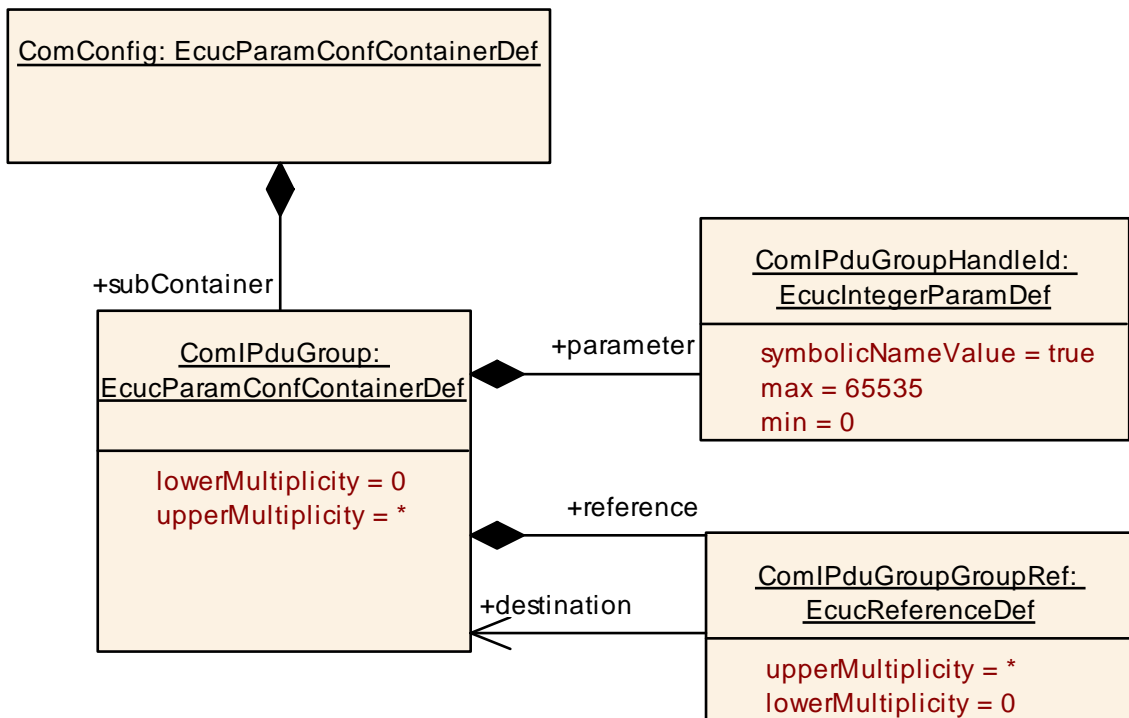 ComConfig: EcucParamConfContainerDef
+subContainer
ComIPduGroup:
EcucParamConfContainerDef
lowerMultiplicity = 0
upperMultiplicity = *
+parameter
ComIPduGroupHandleId:
EcucIntegerParamDef
symbolicNameValue = true
max = 65535
min = 0
+reference
+destination
ComIPduGroupGroupRef:
EcucReferenceDef
upperMultiplicity = *
lowerMultiplicity = 0